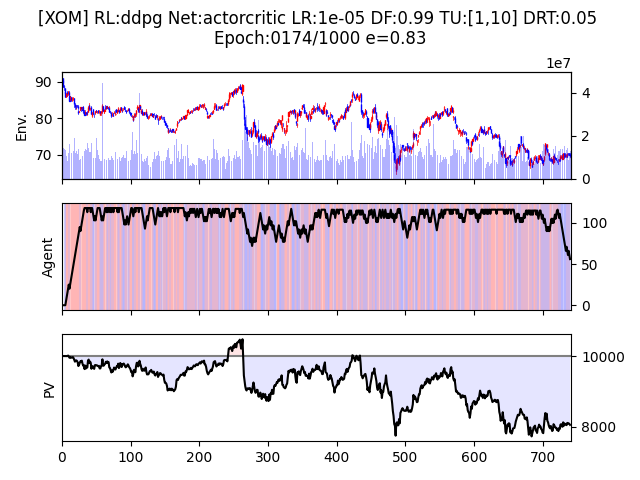 [XOM] RL:ddpg Net:actorcritic LR:1e-05 DF:0.99 TU:[1,10] DRT:0.05
Epoch:0174/1000 e=0.83
1e7
Env.
90
80
70
4
2
0
Agent
100
50
0
PV
10000
8000
0 100 200 300 400 500 600 700